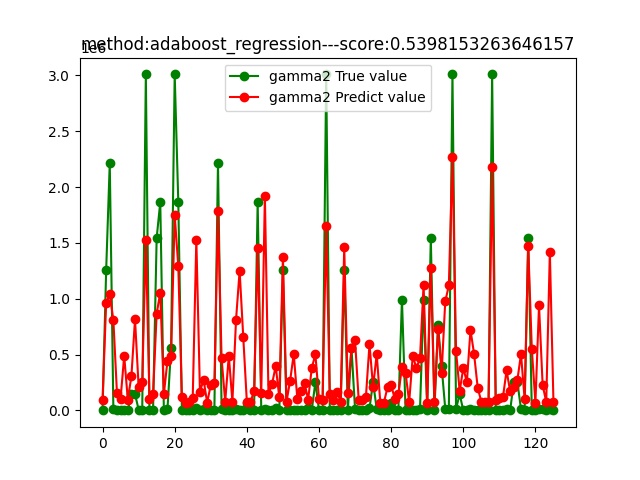 method:adaboost_regression---score:0.5398153263646157
1e6
gamma2 True value
gamma2 Predict value
3.0
2.5
2.0
1.5
1.0
0.5
0.0
0 20 40 60 80 100 120